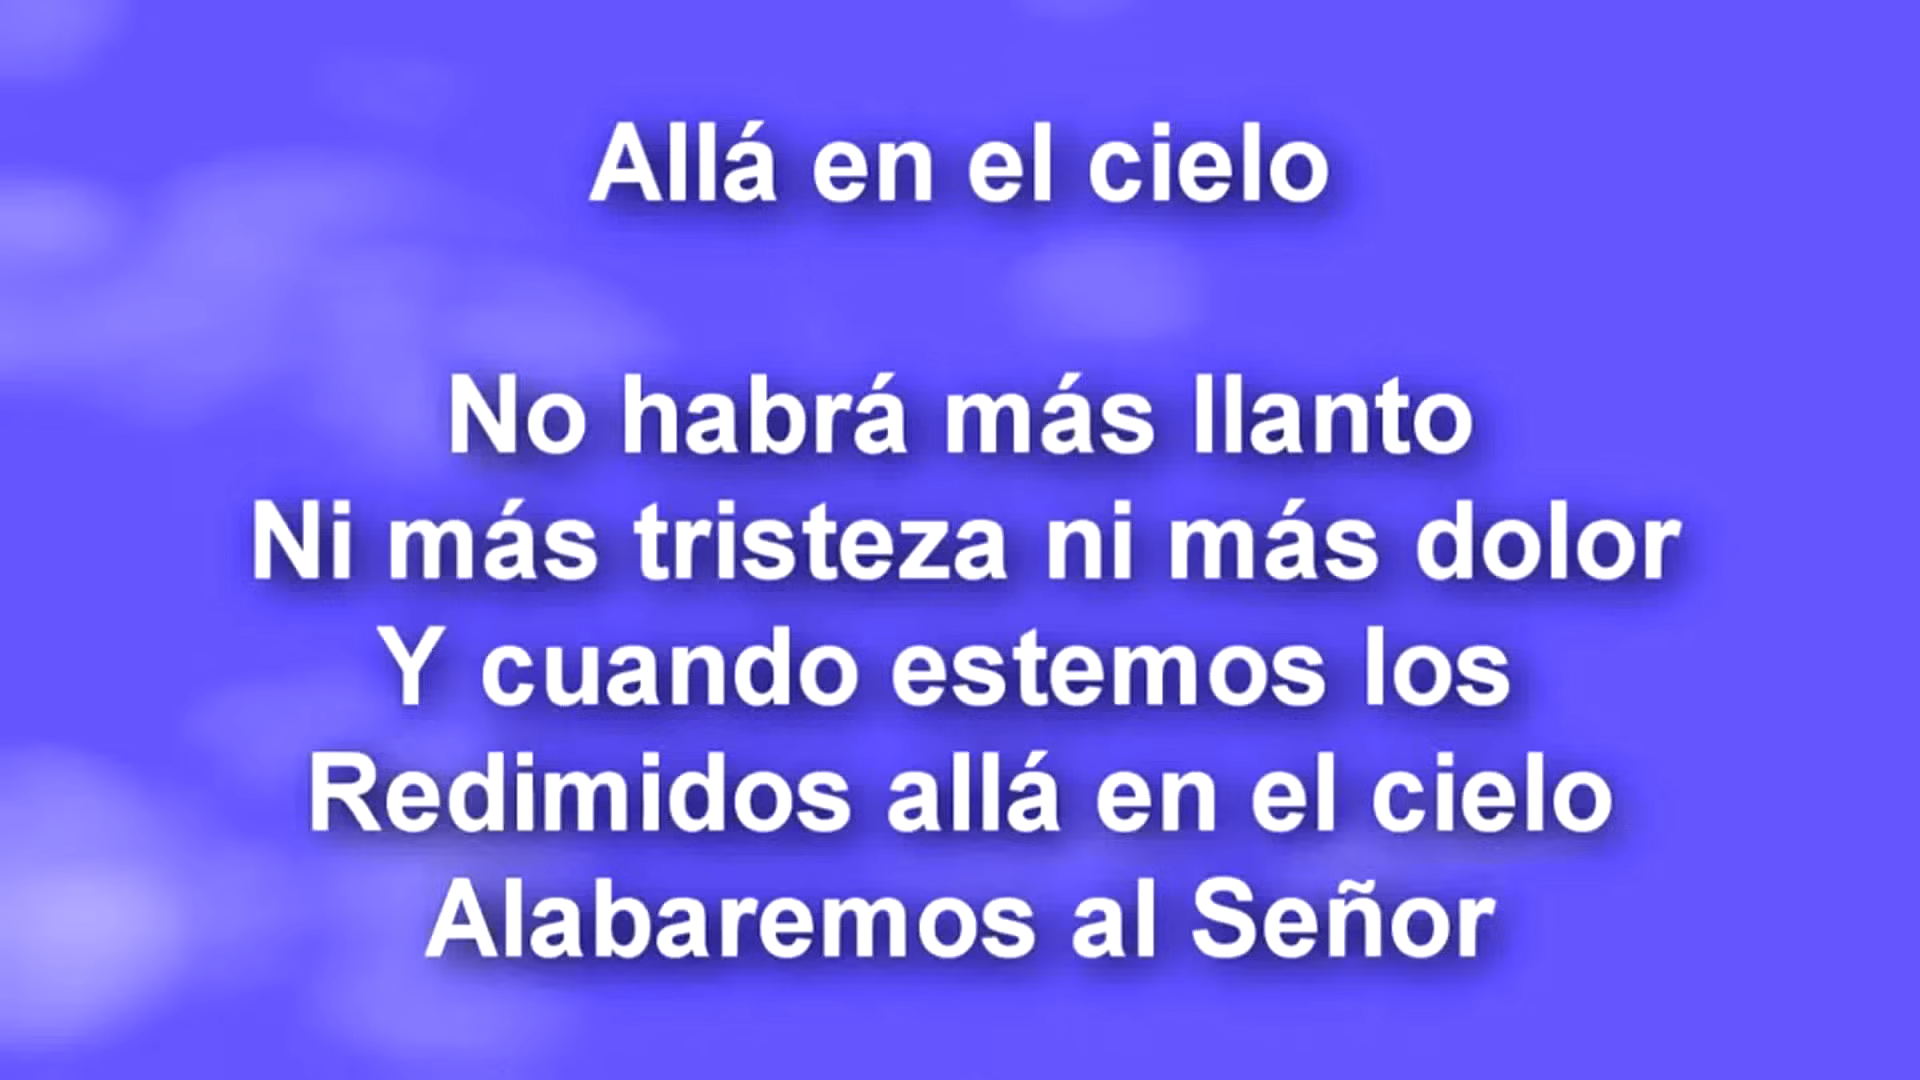 Allá en el cielo
No habrá más llanto
Ni más tristeza ni más dolor
Y cuando estemos los
Redimidos allá en el cielo
Alabaremos al Señor